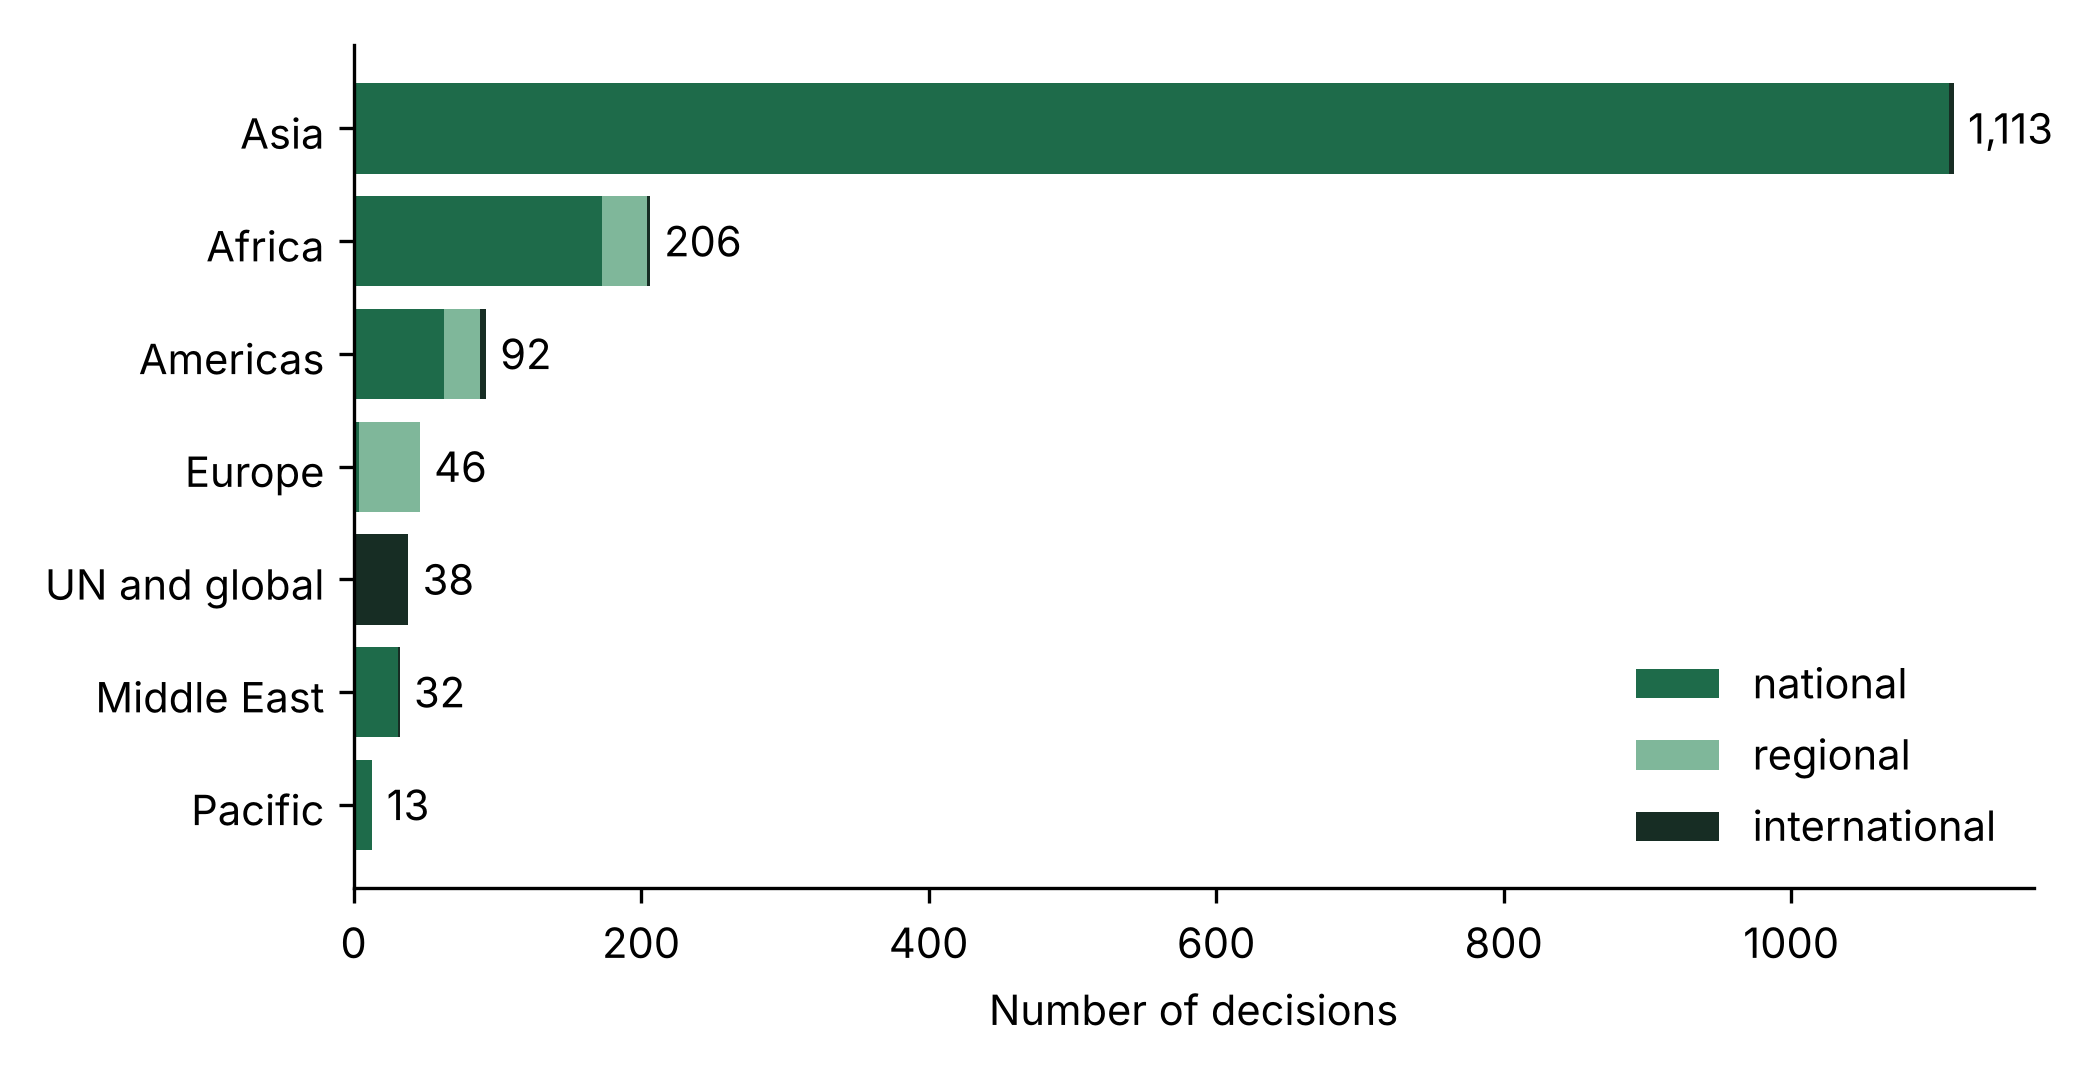 Asia 1,113
Africa 206
Americas 92
Europe 46
UN and global 38
Middle East 32
Pacific 13
national
regional
international
0 200 400 600 800 1000
Number of decisions